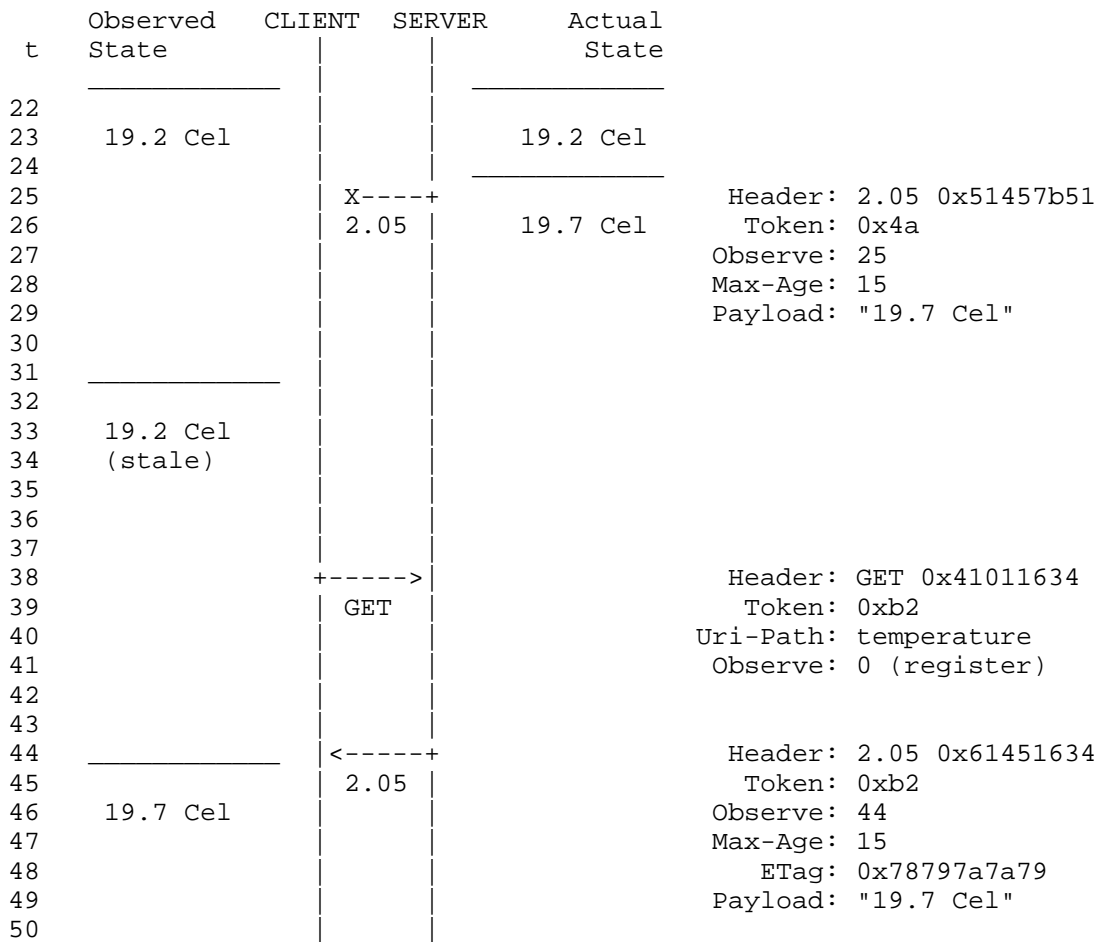 Observed   CLIENT  SERVER     Actual
 t   State         |      |         State
     ____________  |      |  ____________
22                 |      |
23    19.2 Cel     |      |     19.2 Cel
24                 |      |  ____________
25                 | X----+                  Header: 2.05 0x51457b51
26                 | 2.05 |     19.7 Cel      Token: 0x4a
27                 |      |                 Observe: 25
28                 |      |                 Max-Age: 15
29                 |      |                 Payload: "19.7 Cel"
30                 |      |
31   ____________  |      |
32                 |      |
33    19.2 Cel     |      |
34    (stale)      |      |
35                 |      |
36                 |      |
37                 |      |
38                 +----->|                  Header: GET 0x41011634
39                 | GET  |                   Token: 0xb2
40                 |      |                Uri-Path: temperature
41                 |      |                 Observe: 0 (register)
42                 |      |
43                 |      |
44   ____________  |<-----+                  Header: 2.05 0x61451634
45                 | 2.05 |                   Token: 0xb2
46    19.7 Cel     |      |                 Observe: 44
47                 |      |                 Max-Age: 15
48                 |      |                    ETag: 0x78797a7a79
49                 |      |                 Payload: "19.7 Cel"
50                 |      |